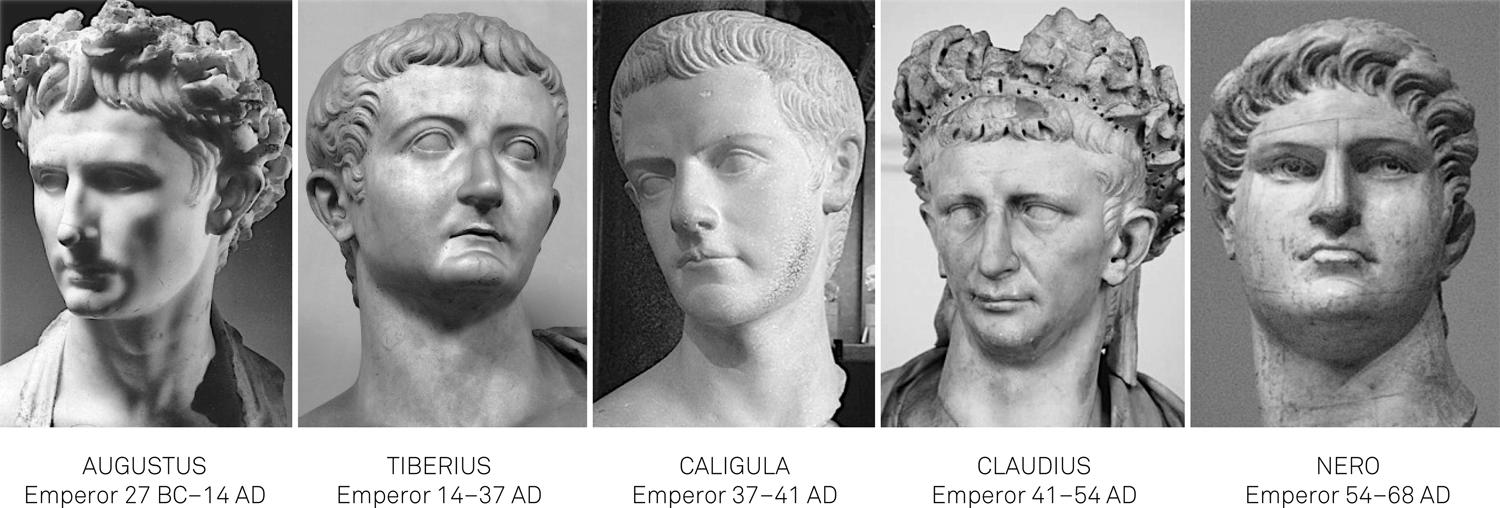 AUGUSTUS
Emperor 27 BC–14 AD
TIBERIUS
Emperor 14–37 AD
CALIGULA
Emperor 37–41 AD
CLAUDIUS
Emperor 41–54 AD
NERO
Emperor 54–68 AD